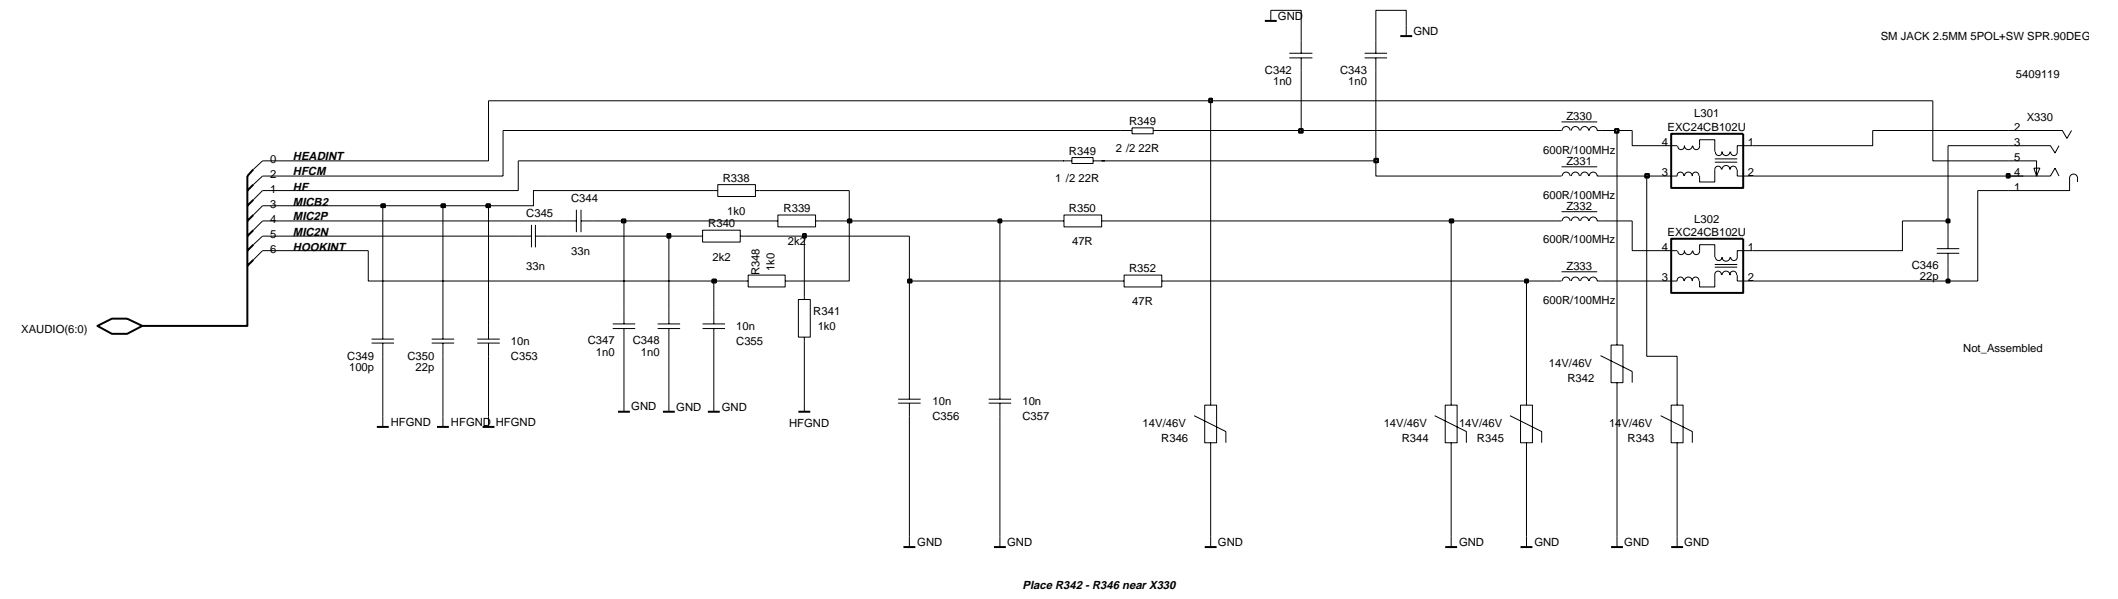 GND
GND
SM JACK 2.5MM 5POL+SW SPR.90DEG
C342
1n0
C343
1n0
5409119
L301
EXC24CB102U
X330
R349
2 /2 22R
Z330
600R/100MHz
4
1
2
3
R349
1 /2 22R
Z331
600R/100MHz
3
2
5
4
1
0 HEADINT
2 HFCM
1 HF
3 MICB2
4 MIC2P
5 MIC2N
6 HOOKINT
R338
1k0
C344
33n
C345
33n
R339
2k2
R340
2k2
R348
1k0
R350
47R
Z332
600R/100MHz
L302
EXC24CB102U
4
1
R352
47R
Z333
600R/100MHz
3
2
C346
22p
XAUDIO(6:0)
C349
100p
C350
22p
10n
C353
C347
1n0
C348
1n0
10n
C355
R341
1k0
Not_Assembled
14V/46V
R342
HFGND
HFGND
HFGND
GND
GND
GND
HFGND
10n
C356
10n
C357
14V/46V
R346
14V/46V
R344
14V/46V
R345
14V/46V
R343
GND
GND
GND
GND
GND
GND
GND
Place R342 - R346 near X330